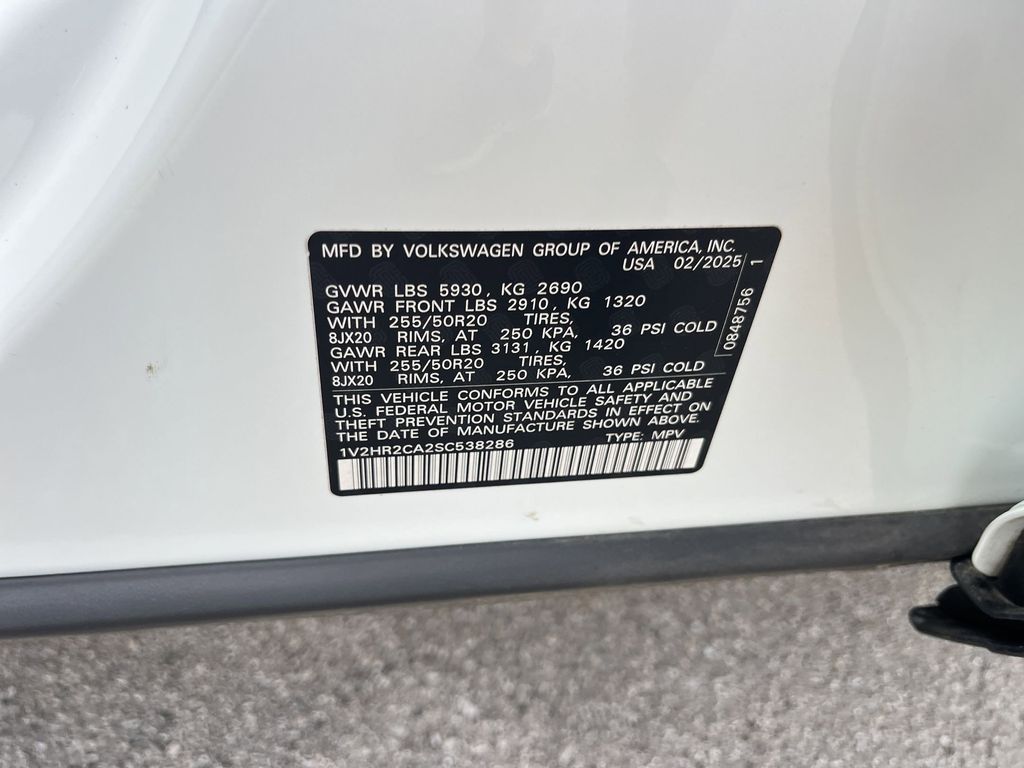 MFD BY VOLKSWAGEN GROUP OF AMERICA, INC.
USA 02/2025
GVWR LBS 5930, KG 2690
GAWR FRONT LBS 2910, KG 1320
WITH 255/50R20 TIRES,
8JX20 RIMS, AT 250 KPA, 36 PSI COLD
GAWR REAR LBS 3131, KG 1420
WITH 255/50R20 TIRES,
8JX20 RIMS, AT 250 KPA, 36 PSI COLD
0848756 1
THIS VEHICLE CONFORMS TO ALL APPLICABLE
U.S. FEDERAL MOTOR VEHICLE SAFETY AND
THEFT PREVENTION STANDARDS IN EFFECT ON
THE DATE OF MANUFACTURE SHOWN ABOVE.
1V2HR2CA2SC538286 TYPE: MPV